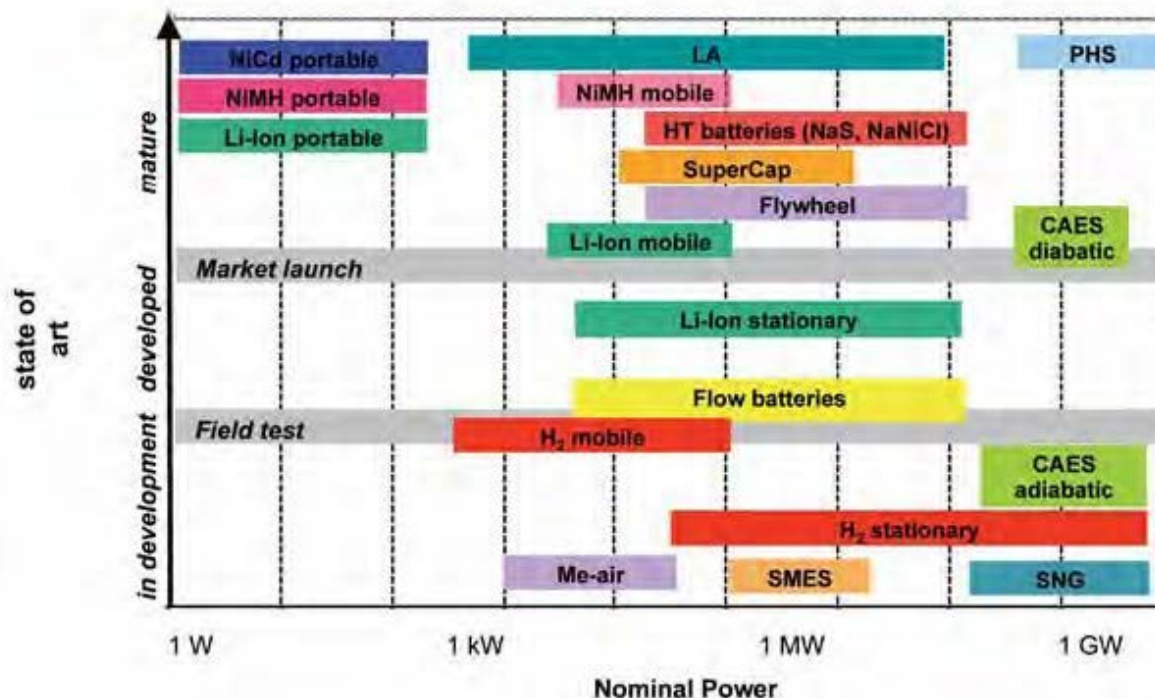 NiCd portable
LA
PHS
NiMH portable
NiMH mobile
Li-Ion portable
HT batteries (NaS, NaNiCl)
SuperCap
Flywheel
Li-Ion mobile
CAES
diabatic
Market launch
Li-Ion stationary
Flow batteries
Field test
H₂ mobile
CAES
adiabatic
H₂ stationary
Me-air
SMES
SNG
mature
developed
in development
state of
art
1 W
1 kW
1 MW
1 GW
Nominal Power